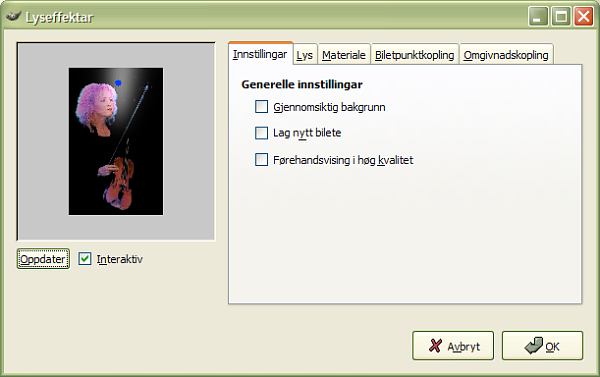 Lyseffektar
Innstillingar Lys Materiale Biletpunktkopling Omgivnadskopling
Generelle innstillingar
Gjennomsiktig bakgrunn
Lag nytt bilete
Førehandsvising i høg kvalitet
Oppdater Interaktiv
Avbryt OK